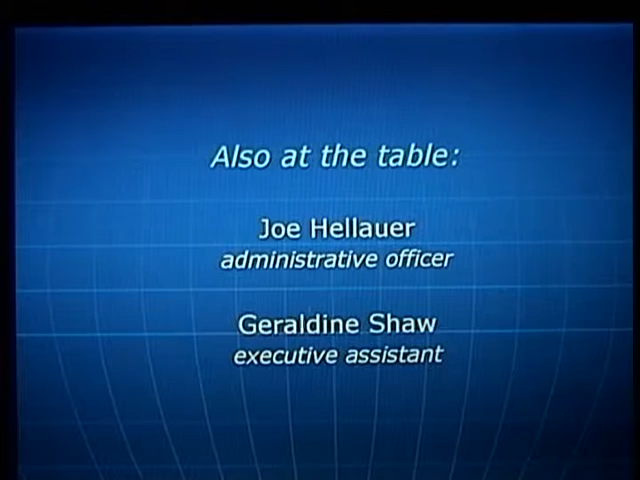 Also at the table:
Joe Hellauer
administrative officer
Geraldine Shaw
executive assistant